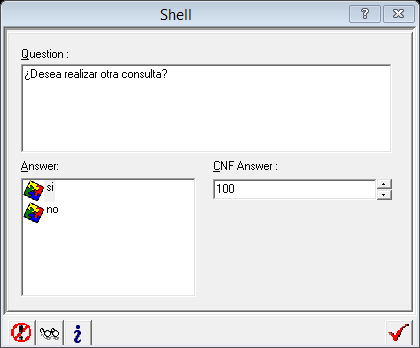 Shell
Question :
¿Desea realizar otra consulta?
Answer:
CNF Answer :
si
no
100